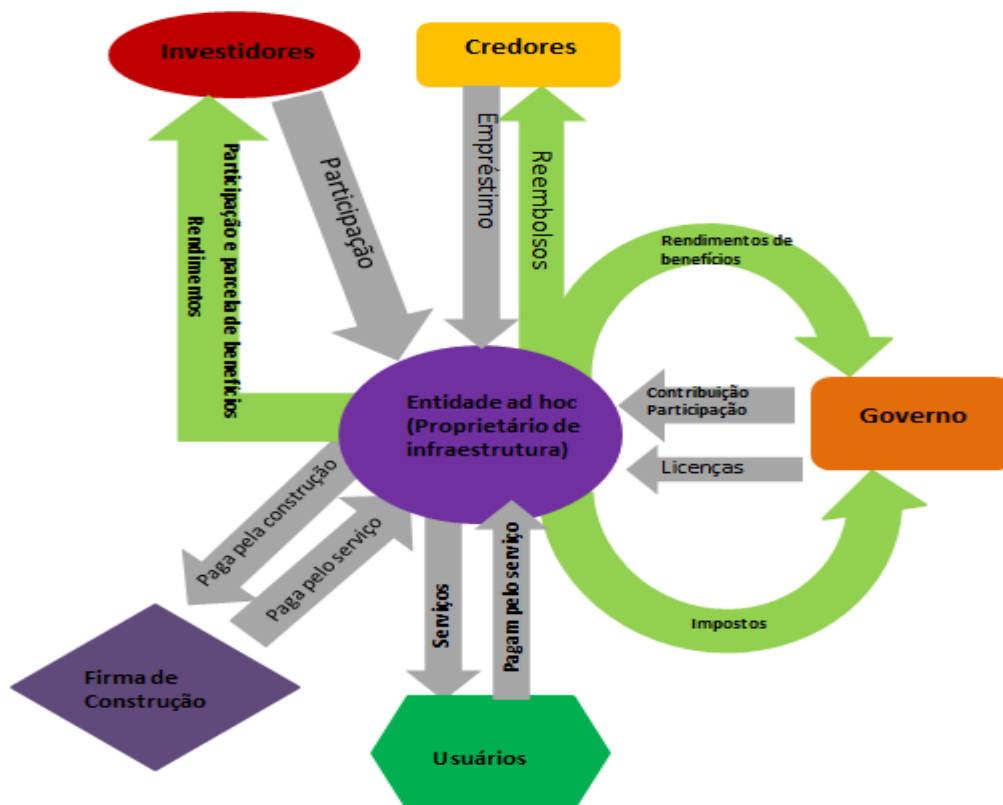 Investidores
Credores
Participação
Empréstimo
Reembolsos
Participação e parcela de benefícios
Rendimentos
Rendimentos de
benefícios
Entidade ad hoc
(Proprietário de
infraestrutura)
Contribuição
Participação
Governo
Licenças
Paga pela construção
Paga pelo serviço
Serviços
Pagam pelo serviço
Impostos
Firma de
Construção
Usuários